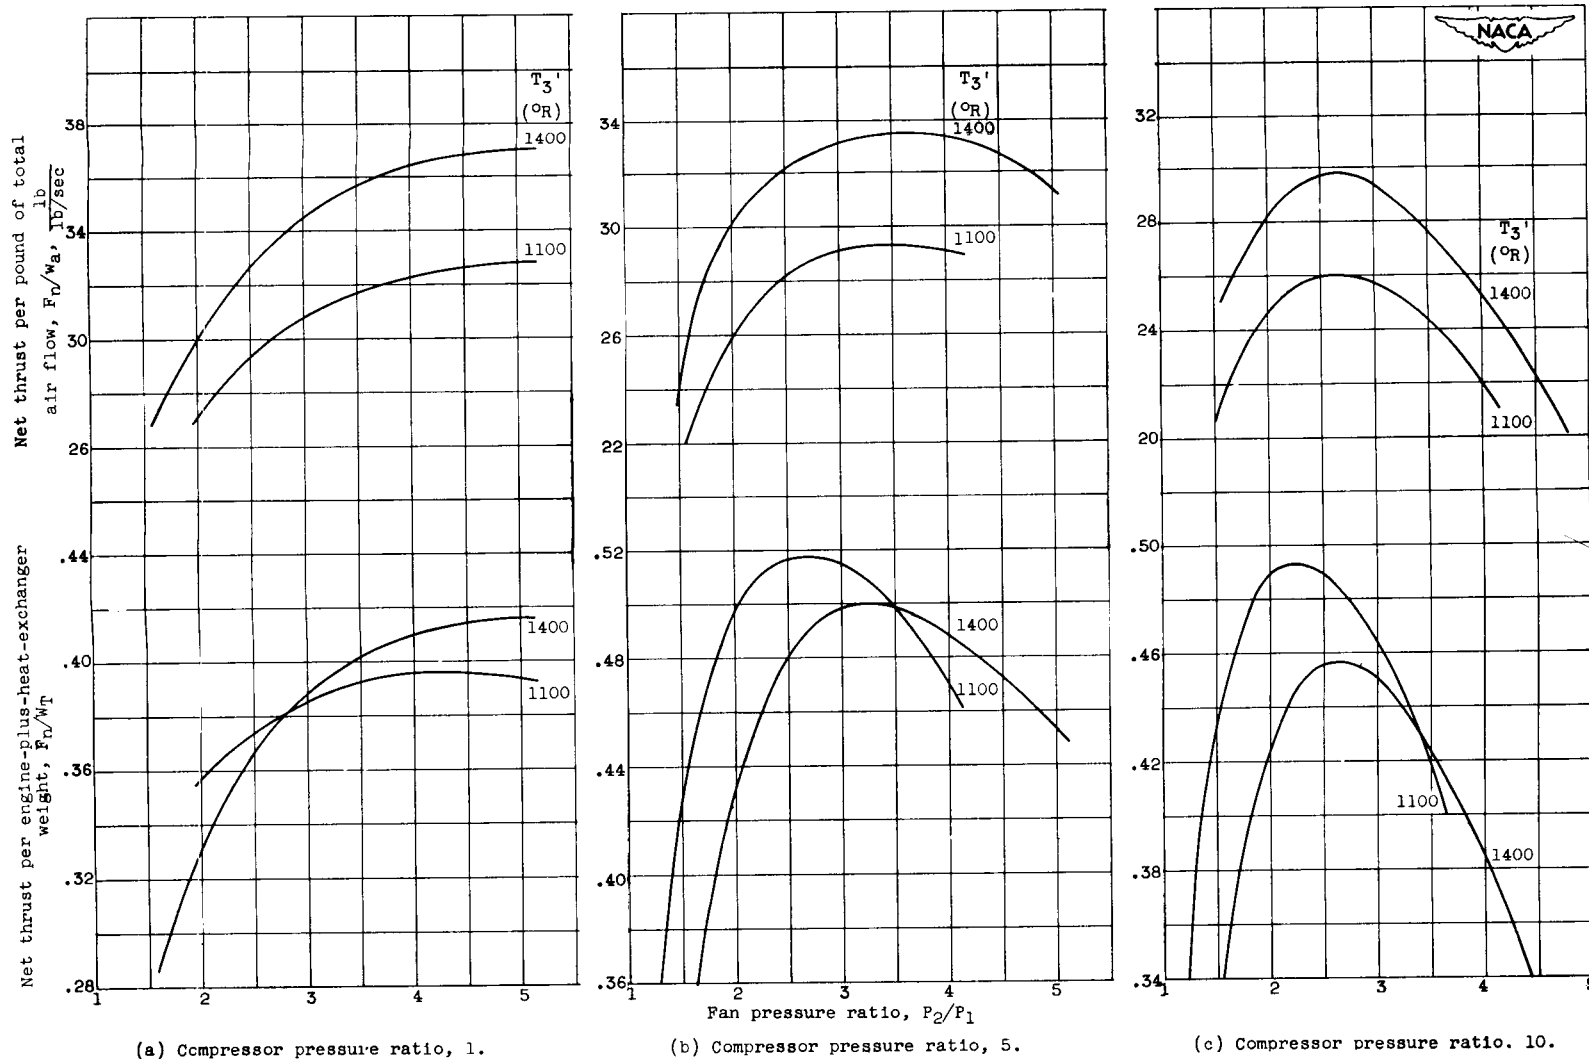 NACA
Net thrust per pound of total
air flow, Fn/Wa, lb/lb/sec
38
34
30
26
T3'
(°R)
1400
1100
34
30
26
22
T3'
(°R)
1400
1100
32
28
24
20
T3'
(°R)
1400
1100
Net thrust per engine-plus-heat-exchanger
weight, Fn/WT
.44
.40
.36
.32
.28
1400
1100
1 2 3 4 5
.52
.48
.44
.40
.36
1400
1100
1 2 3 4 5
.50
.46
.42
.38
.34
1100
1400
1 2 3 4 5
Fan pressure ratio, P2/P1
(a) Compressor pressure ratio, 1.
(b) Compressor pressure ratio, 5.
(c) Compressor pressure ratio. 10.